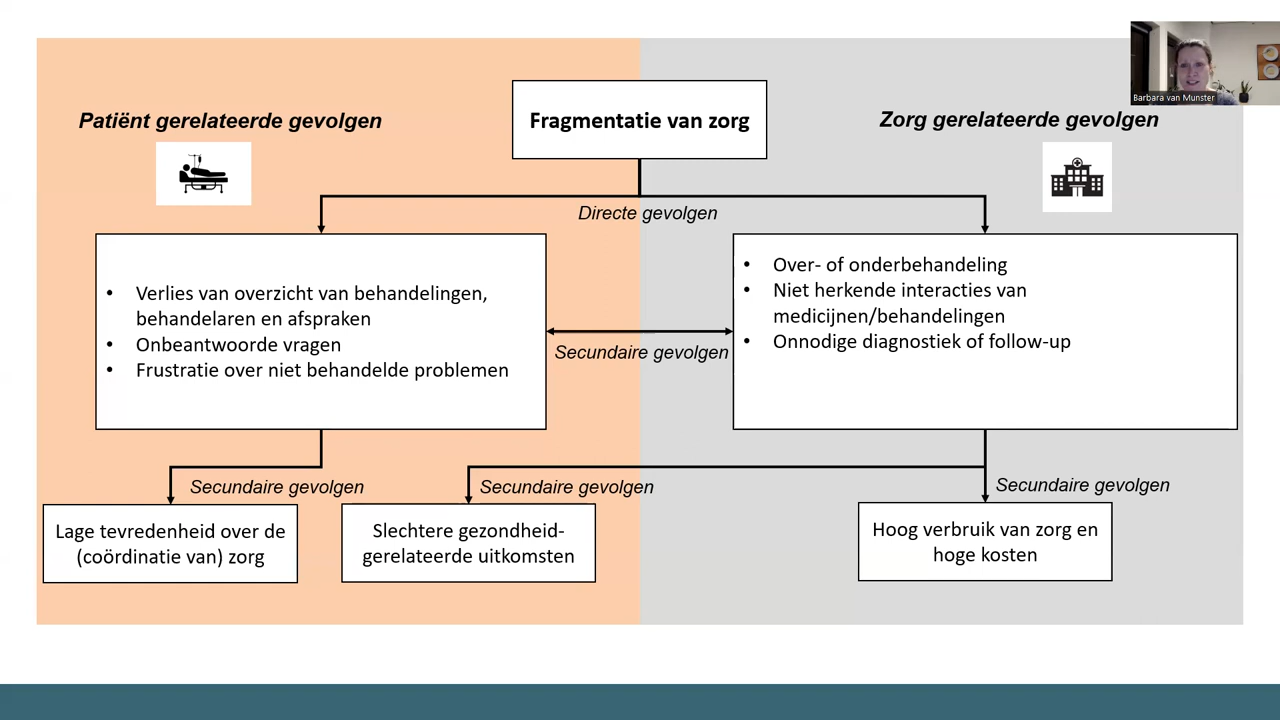 Barbara van Munster
Patiënt gerelateerde gevolgen
Fragmentatie van zorg
Zorg gerelateerde gevolgen
Directe gevolgen
• Verlies van overzicht van behandelingen,
behandelaren en afspraken
• Onbeantwoorde vragen
• Frustratie over niet behandelde problemen
Secundaire gevolgen
• Over- of onderbehandeling
• Niet herkende interacties van
medicijnen/behandelingen
• Onnodige diagnostiek of follow-up
Secundaire gevolgen
Secundaire gevolgen
Secundaire gevolgen
Lage tevredenheid over de
(coördinatie van) zorg
Slechtere gezondheid-
gerelateerde uitkomsten
Hoog verbruik van zorg en
hoge kosten